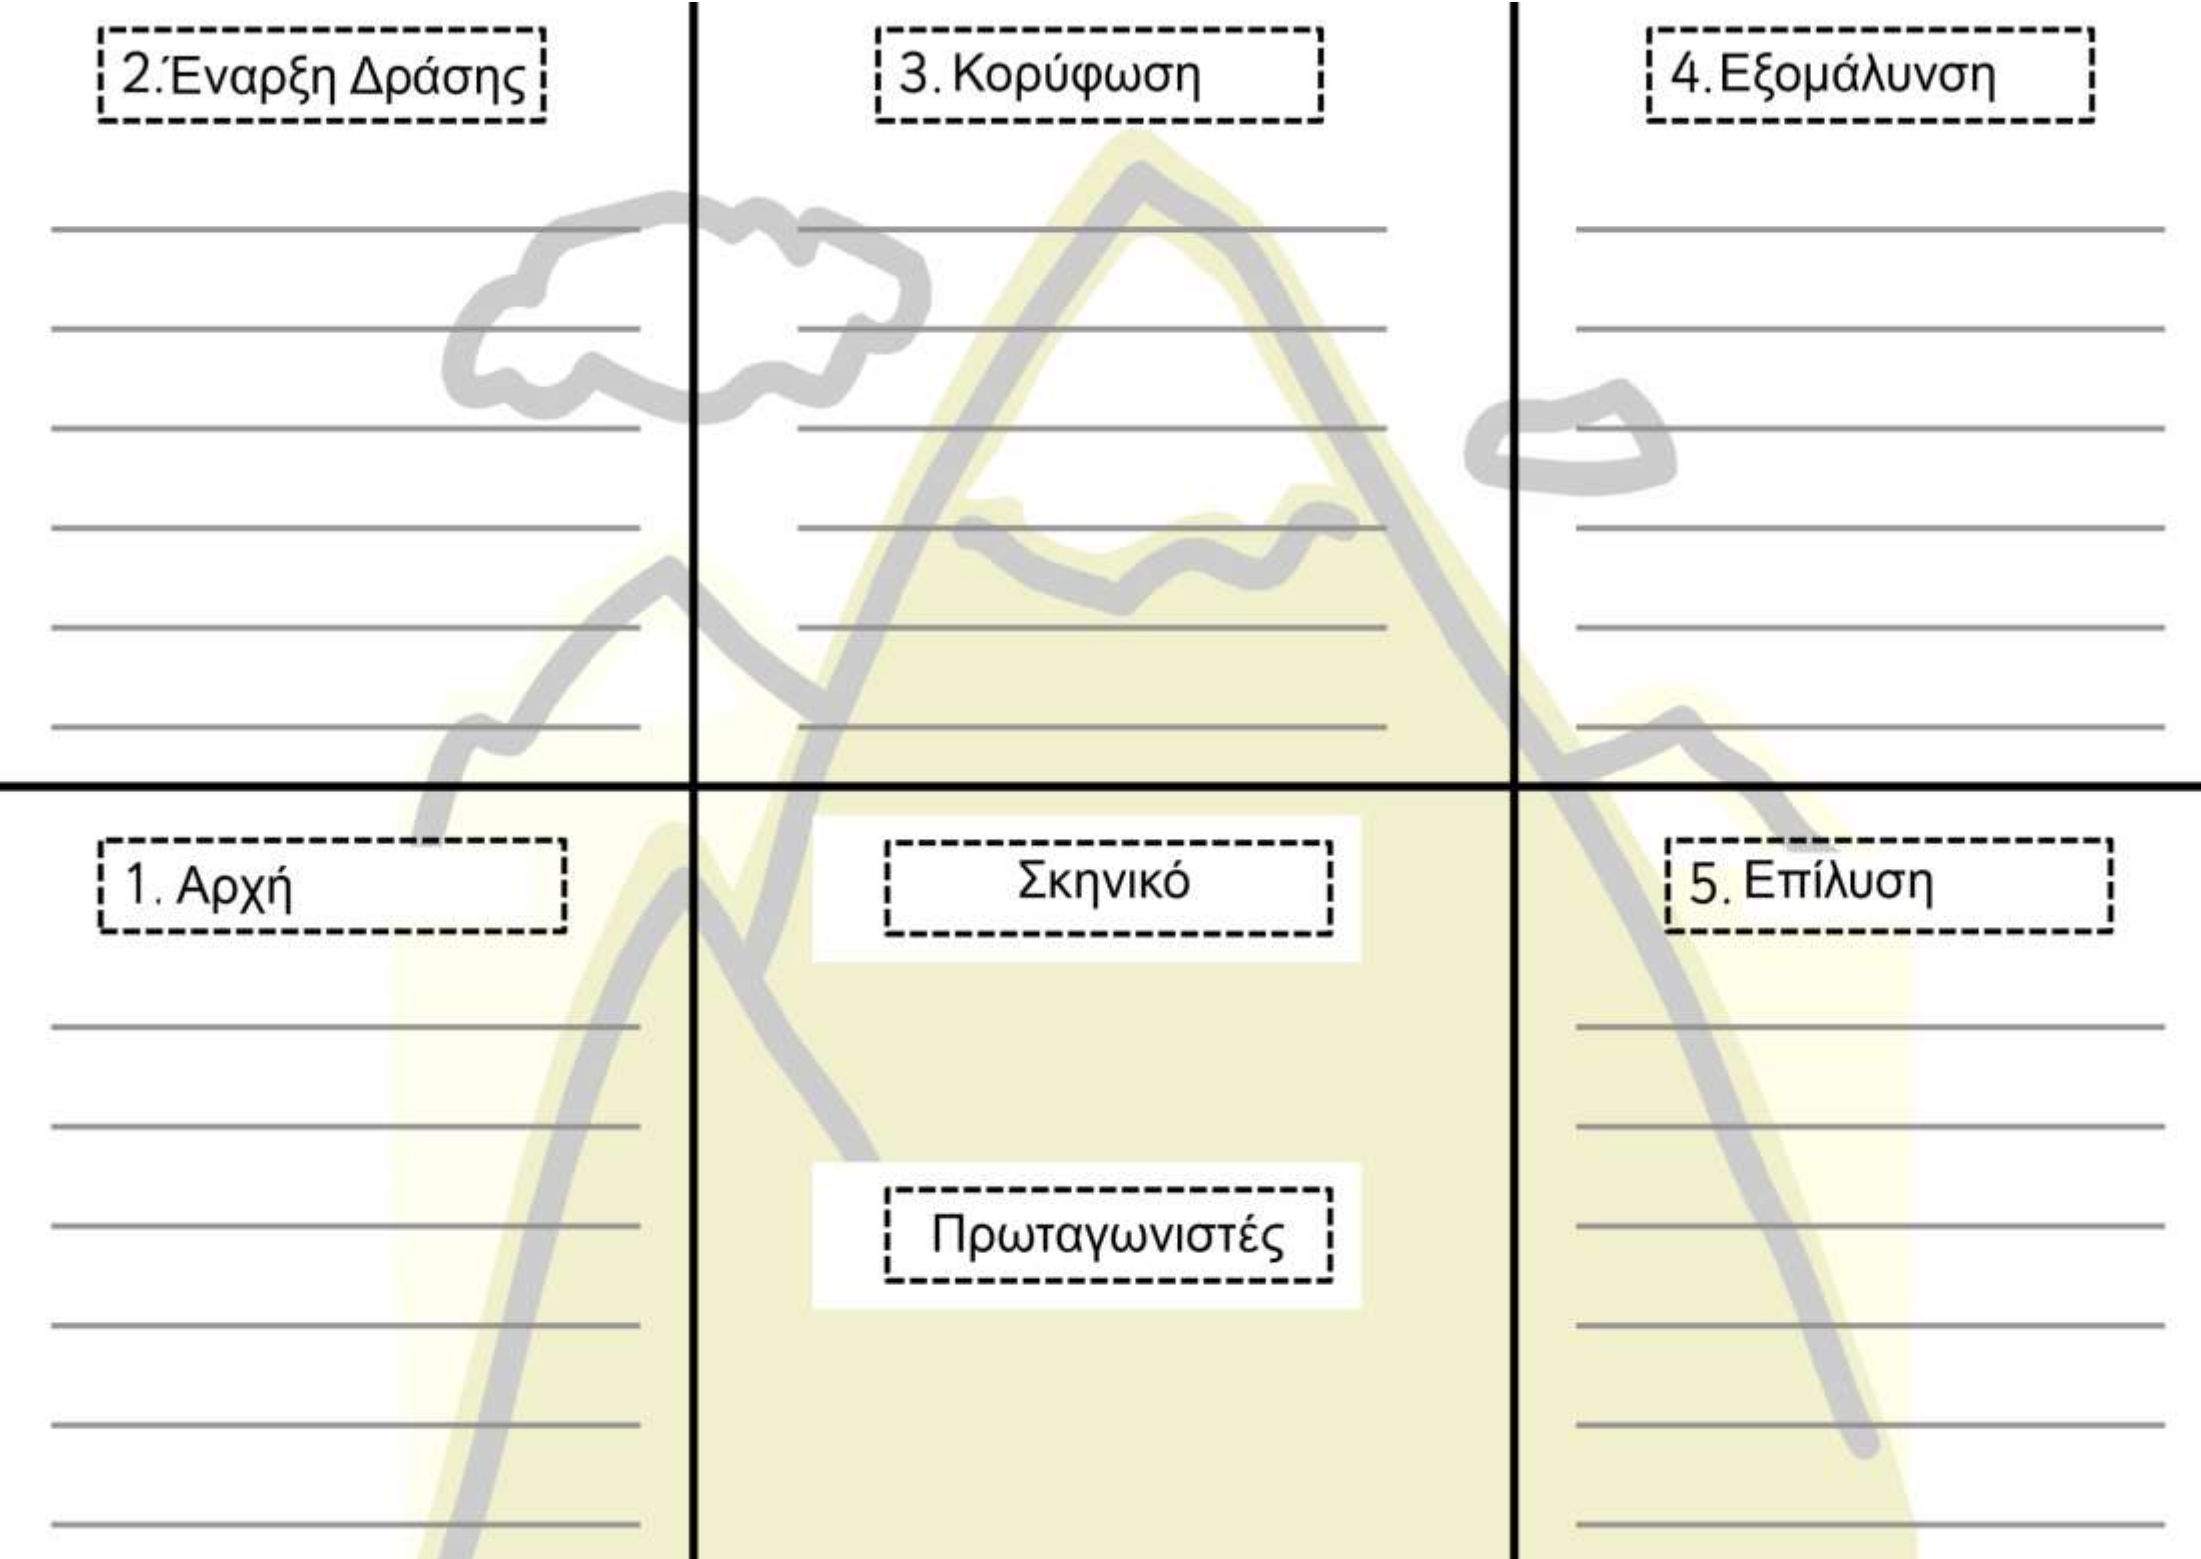 2.Έναρξη Δράσης
3. Κορύφωση
4.Εξομάλυνση
1. Αρχή
Σκηνικό
5. Επίλυση
Πρωταγωνιστές